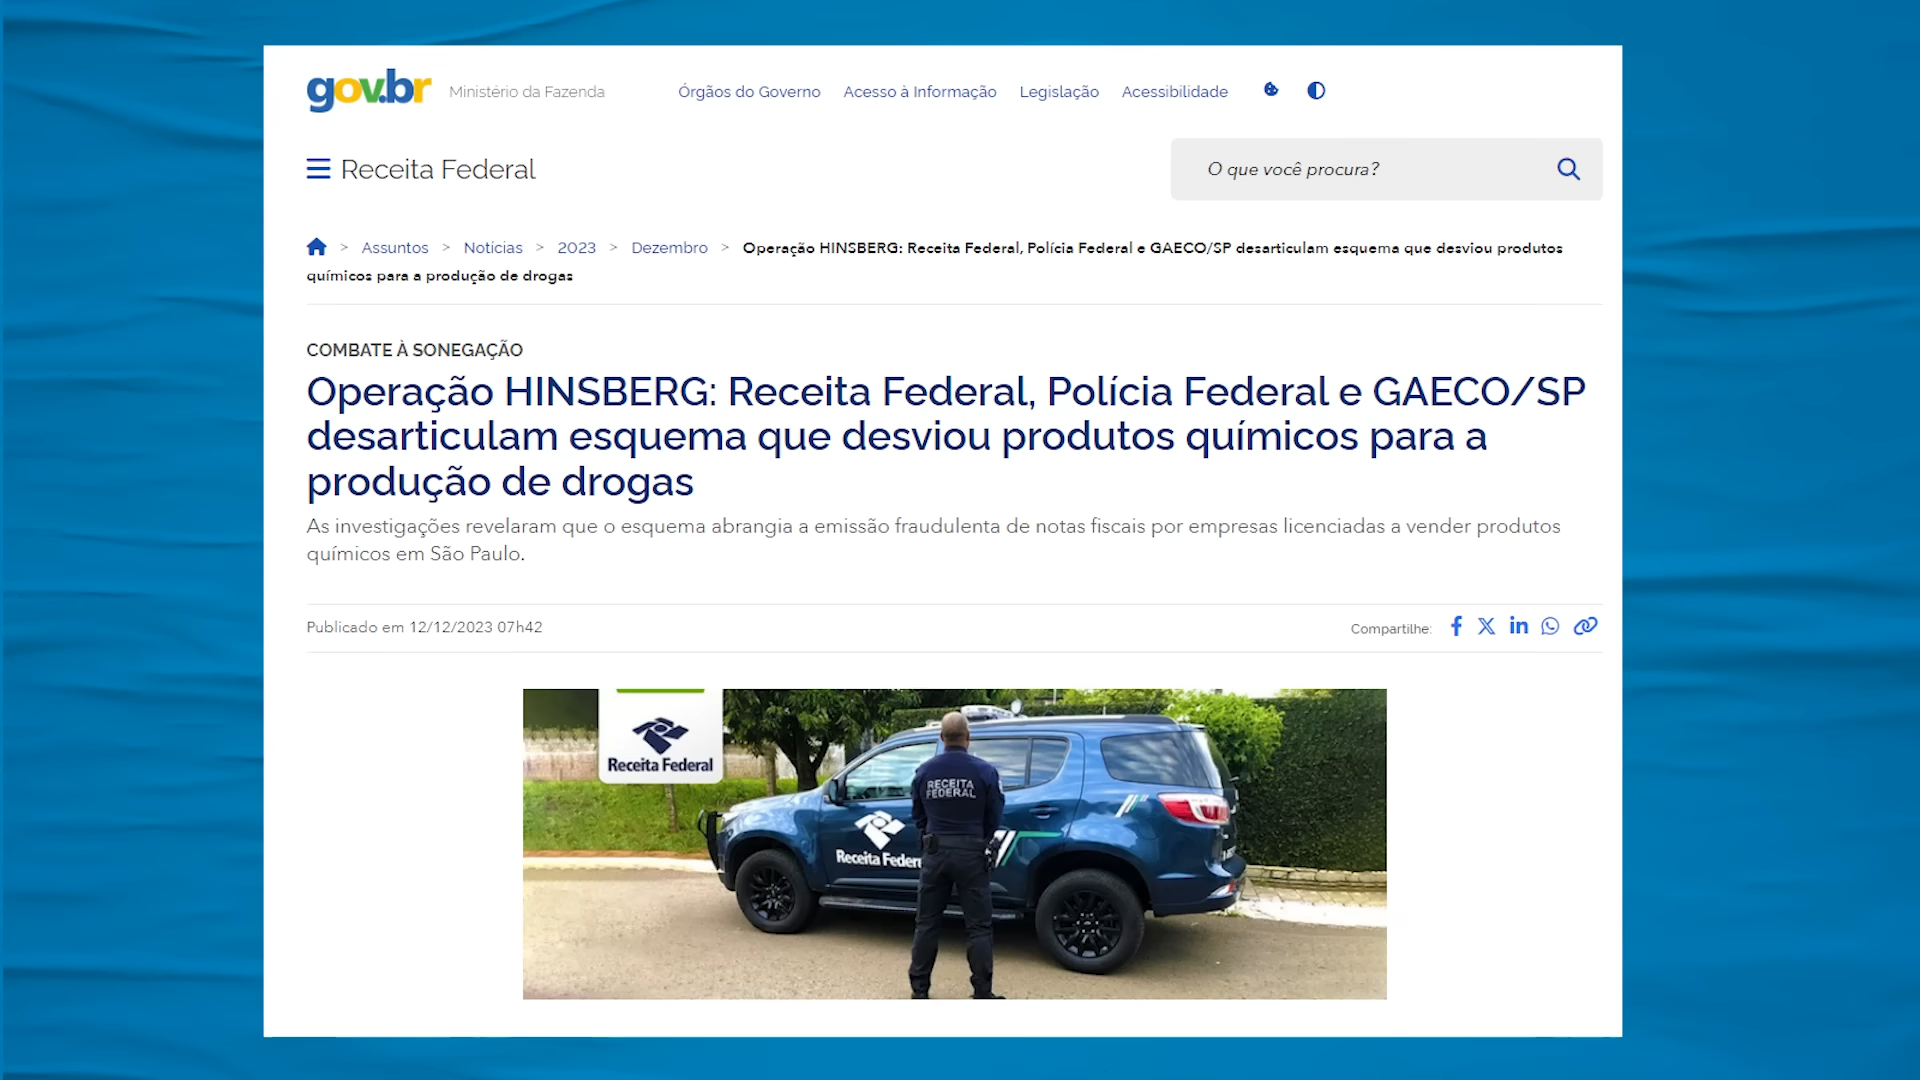 gov.br Ministério da Fazenda Órgãos do Governo Acesso à Informação Legislação Acessibilidade
Receita Federal O que você procura?
> Assuntos > Notícias > 2023 > Dezembro > Operação HINSBERG: Receita Federal, Polícia Federal e GAECO/SP desarticulam esquema que desviou produtos
químicos para a produção de drogas
COMBATE À SONEGAÇÃO
Operação HINSBERG: Receita Federal, Polícia Federal e GAECO/SP
desarticulam esquema que desviou produtos químicos para a
produção de drogas
As investigações revelaram que o esquema abrangia a emissão fraudulenta de notas fiscais por empresas licenciadas a vender produtos
químicos em São Paulo.
Publicado em 12/12/2023 07h42 Compartilhe:
Receita Federal
RECEITA
FEDERAL
Receita Federa